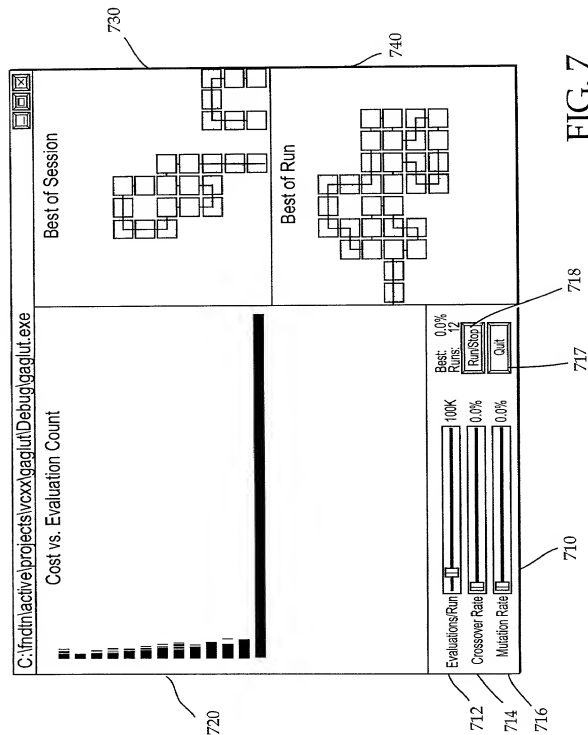 C:\fndtn\active\projects\vcxx\gaglut\Debug\gaglut.exe
Cost vs. Evaluation Count
Best of Session
Best of Run
Evaluations/Run 100K
Crossover Rate 0.0%
Mutation Rate 0.0%
Best: 0.0%
Runs: 12
Run/Stop
Quit
710
712
714
716
717
718
720
730
740
FIG. 7